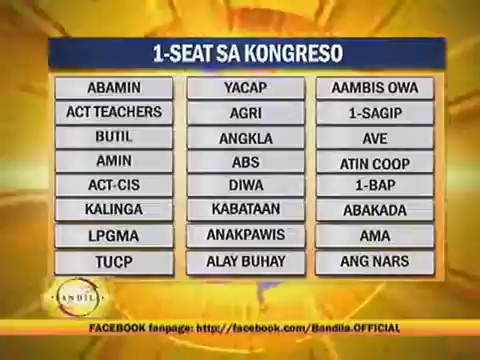 1-SEAT SA KONGRESO
ABAMIN YACAP AAMBIS OWA
ACT TEACHERS AGRI 1-SAGIP
BUTIL ANGKLA AVE
AMIN ABS ATIN COOP
ACT-CIS DIWA 1-BAP
KALINGA KABATAAN ABAKADA
LPGMA ANAKPAWIS AMA
TUCP ALAY BUHAY ANG NARS
BANDILA
FACEBOOK fanpage: http://facebook.com/Bandila.OFFICIAL